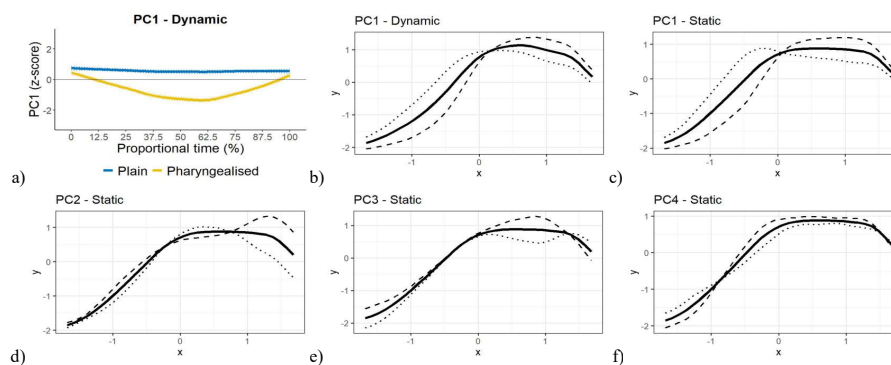 PC1 - Dynamic
PC1 (z-score)
2
0
-2
0 12.5 25 37.5 50 62.5 75 87.5 100
Proportional time (%)
Plain Pharyngealised
a)
PC1 - Dynamic
y
1
0
-1
-2
-1 0 1
x
b)
PC1 - Static
y
1
0
-1
-2
-1 0 1
x
c)
PC2 - Static
y
1
0
-1
-2
-1 0 1
x
d)
PC3 - Static
y
1
0
-1
-2
-1 0 1
x
e)
PC4 - Static
y
1
0
-1
-2
-1 0 1
x
f)